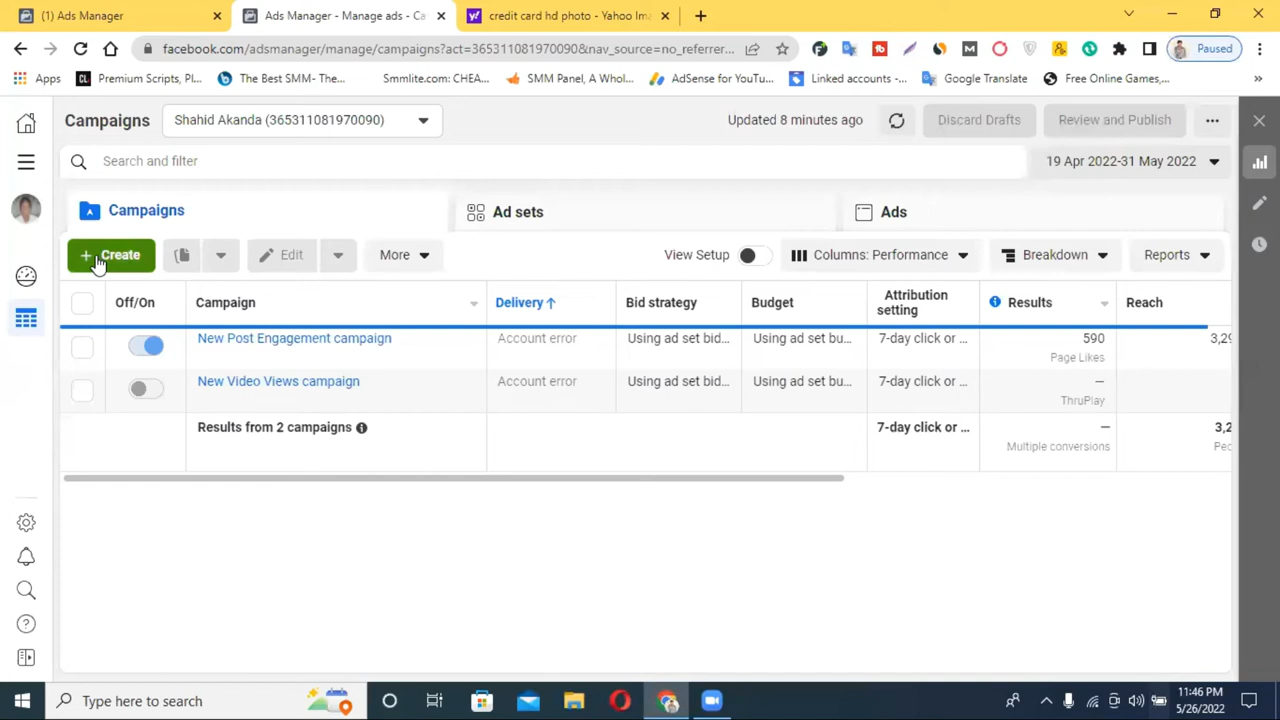 (1) Ads Manager
Ads Manager - Manage ads - Ca
credit card hd photo - Yahoo Im
facebook.com/adsmanager/manage/campaigns?act=365311081970090&nav_source=no_referrer...
Paused
Apps
CL Premium Scripts, Pl...
The Best SMM- The...
Smmlite.com: CHEA...
SMM Panel, A Whol...
AdSense for YouTu...
Linked accounts -...
Google Translate
Free Online Games,...
»
Campaigns
Shahid Akanda (365311081970090)
Updated 8 minutes ago
Discard Drafts
Review and Publish
...
Search and filter
19 Apr 2022-31 May 2022
Campaigns
Ad sets
Ads
+ Create
Edit
More
View Setup
Columns: Performance
Breakdown
Reports
Off/On
Campaign
Delivery ↑
Bid strategy
Budget
Attribution
setting
Results
Reach
New Post Engagement campaign
Account error
Using ad set bid...
Using ad set bu...
7-day click or ...
590
Page Likes
3,29
New Video Views campaign
Account error
Using ad set bid...
Using ad set bu...
7-day click or ...
—
ThruPlay
Results from 2 campaigns
7-day click or ...
—
Multiple conversions
3,2
Peo
Type here to search
11:46 PM
5/26/2022